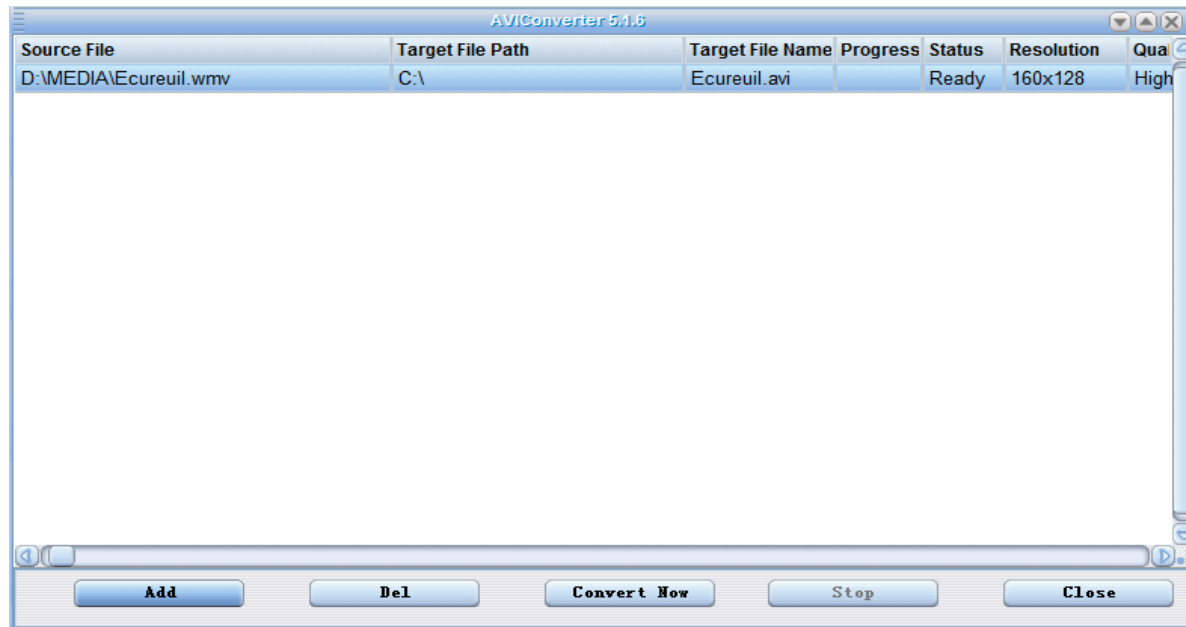 AVIConverter 5.1.6
Source File Target File Path Target File Name Progress Status Resolution Qual
D:\MEDIA\Ecureuil.wmv C:\ Ecureuil.avi Ready 160x128 High
Add Del Convert Now Stop Close